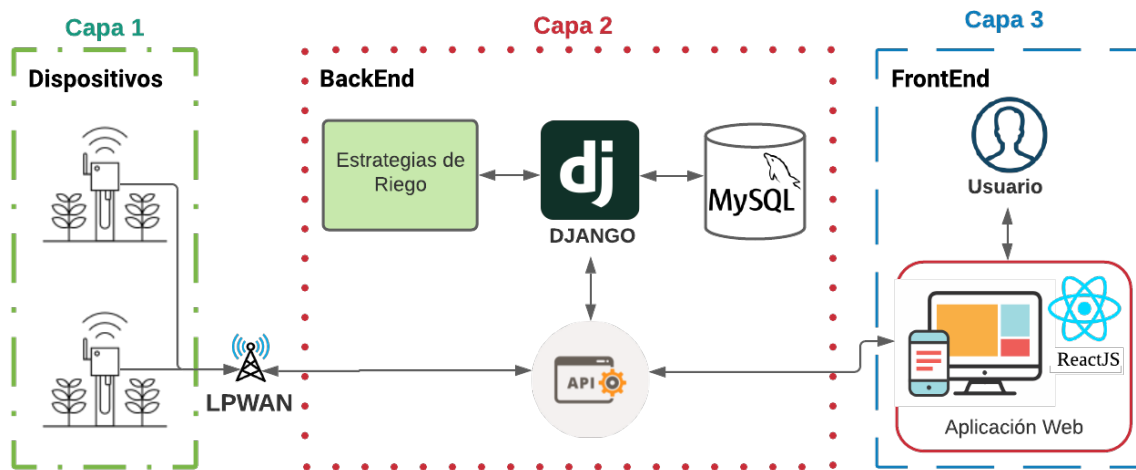 Capa 1
Capa 2
Capa 3
Dispositivos
BackEnd
FrontEnd
Estrategias de
Riego
dj
DJANGO
MySQL
Usuario
LPWAN
API
ReactJS
Aplicación Web